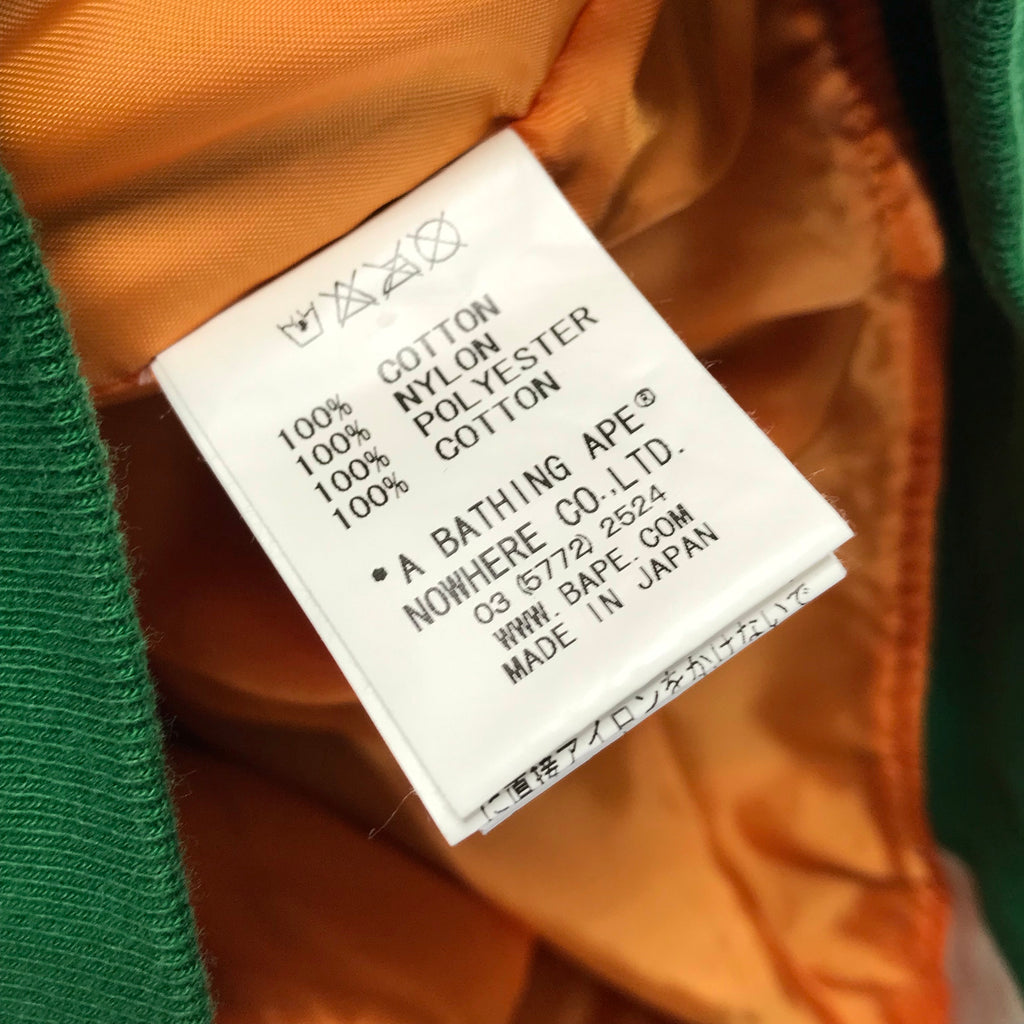 100% COTTON
100% NYLON
100% POLYESTER
100% COTTON
• A BATHING APE®
NOWHERE CO.,LTD.
03 (5772) 2524
WWW.BAPE.COM
MADE IN JAPAN
に直接アイロンをかけないで